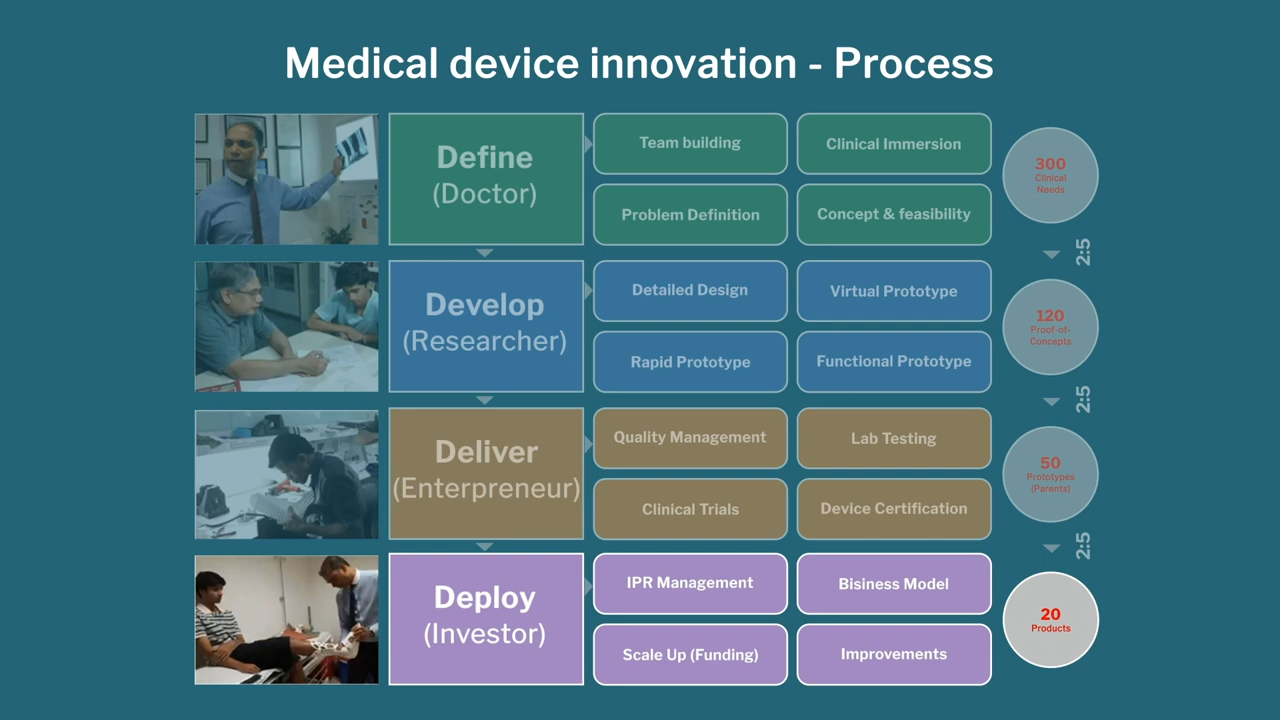 Medical device innovation - Process
Define
(Doctor)
Team building
Clinical Immersion
Problem Definition
Concept & feasibility
300
Clinical
Needs
2:5
Develop
(Researcher)
Detailed Design
Virtual Prototype
Rapid Prototype
Functional Prototype
120
Proof-of-
Concepts
2:5
Deliver
(Enterpreneur)
Quality Management
Lab Testing
Clinical Trials
Device Certification
50
Prototypes
(Parents)
2:5
Deploy
(Investor)
IPR Management
Bisiness Model
Scale Up (Funding)
Improvements
20
Products